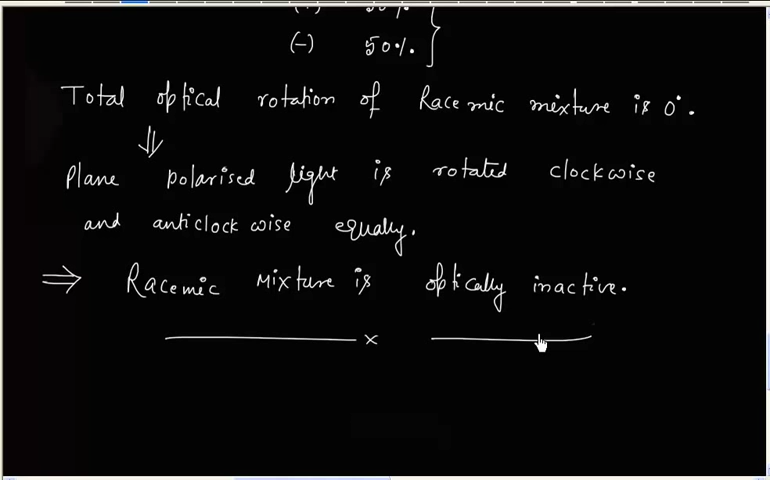 (-) 50%.
Total optical rotation of Racemic mixture is 0°.
⇓
Plane polarised light is rotated clockwise
and anticlockwise equally.
⇒ Racemic Mixture is optically inactive.
x